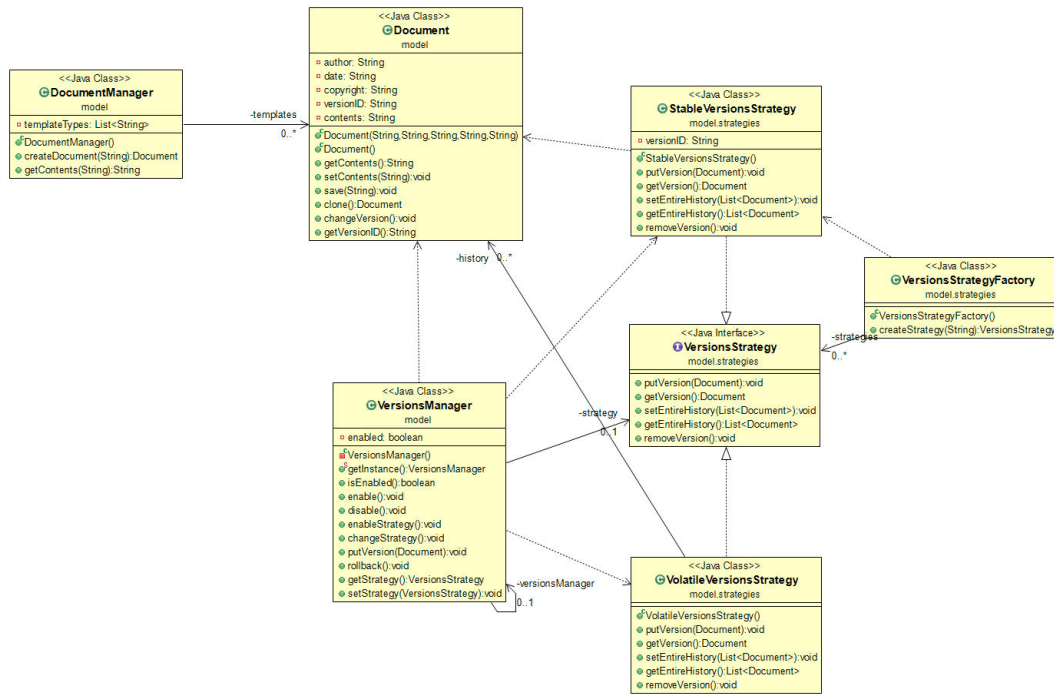 <<Java Class>>
Document
model
author: String
date: String
copyright: String
versionID: String
contents: String
Document(String,String,String,String,String)
Document()
getContents():String
setContents(String):void
save(String):void
clone():Document
changeVersion():void
getVersionID():String
<<Java Class>>
DocumentManager
model
templateTypes: List<String>
DocumentManager()
createDocument(String):Document
getContents(String):String
-templates
0..*
<<Java Class>>
StableVersionsStrategy
model.strategies
versionID: String
StableVersionsStrategy()
putVersion(Document):void
getVersion():Document
setEntireHistory(List<Document>):void
getEntireHistory():List<Document>
removeVersion():void
-history
0..*
<<Java Class>>
VersionsStrategyFactory
model.strategies
VersionsStrategyFactory()
createStrategy(String):VersionsStrategy
-strategies
0..*
<<Java Interface>>
VersionsStrategy
model.strategies
putVersion(Document):void
getVersion():Document
setEntireHistory(List<Document>):void
getEntireHistory():List<Document>
removeVersion():void
<<Java Class>>
VersionsManager
model
enabled: boolean
VersionsManager()
getInstance():VersionsManager
isEnabled():boolean
enable():void
disable():void
enableStrategy():void
changeStrategy():void
putVersion(Document):void
rollback():void
getStrategy():VersionsStrategy
setStrategy(VersionsStrategy):void
-strategy
0..1
-versionsManager
0..1
<<Java Class>>
VolatileVersionsStrategy
model.strategies
VolatileVersionsStrategy()
putVersion(Document):void
getVersion():Document
setEntireHistory(List<Document>):void
getEntireHistory():List<Document>
removeVersion():void